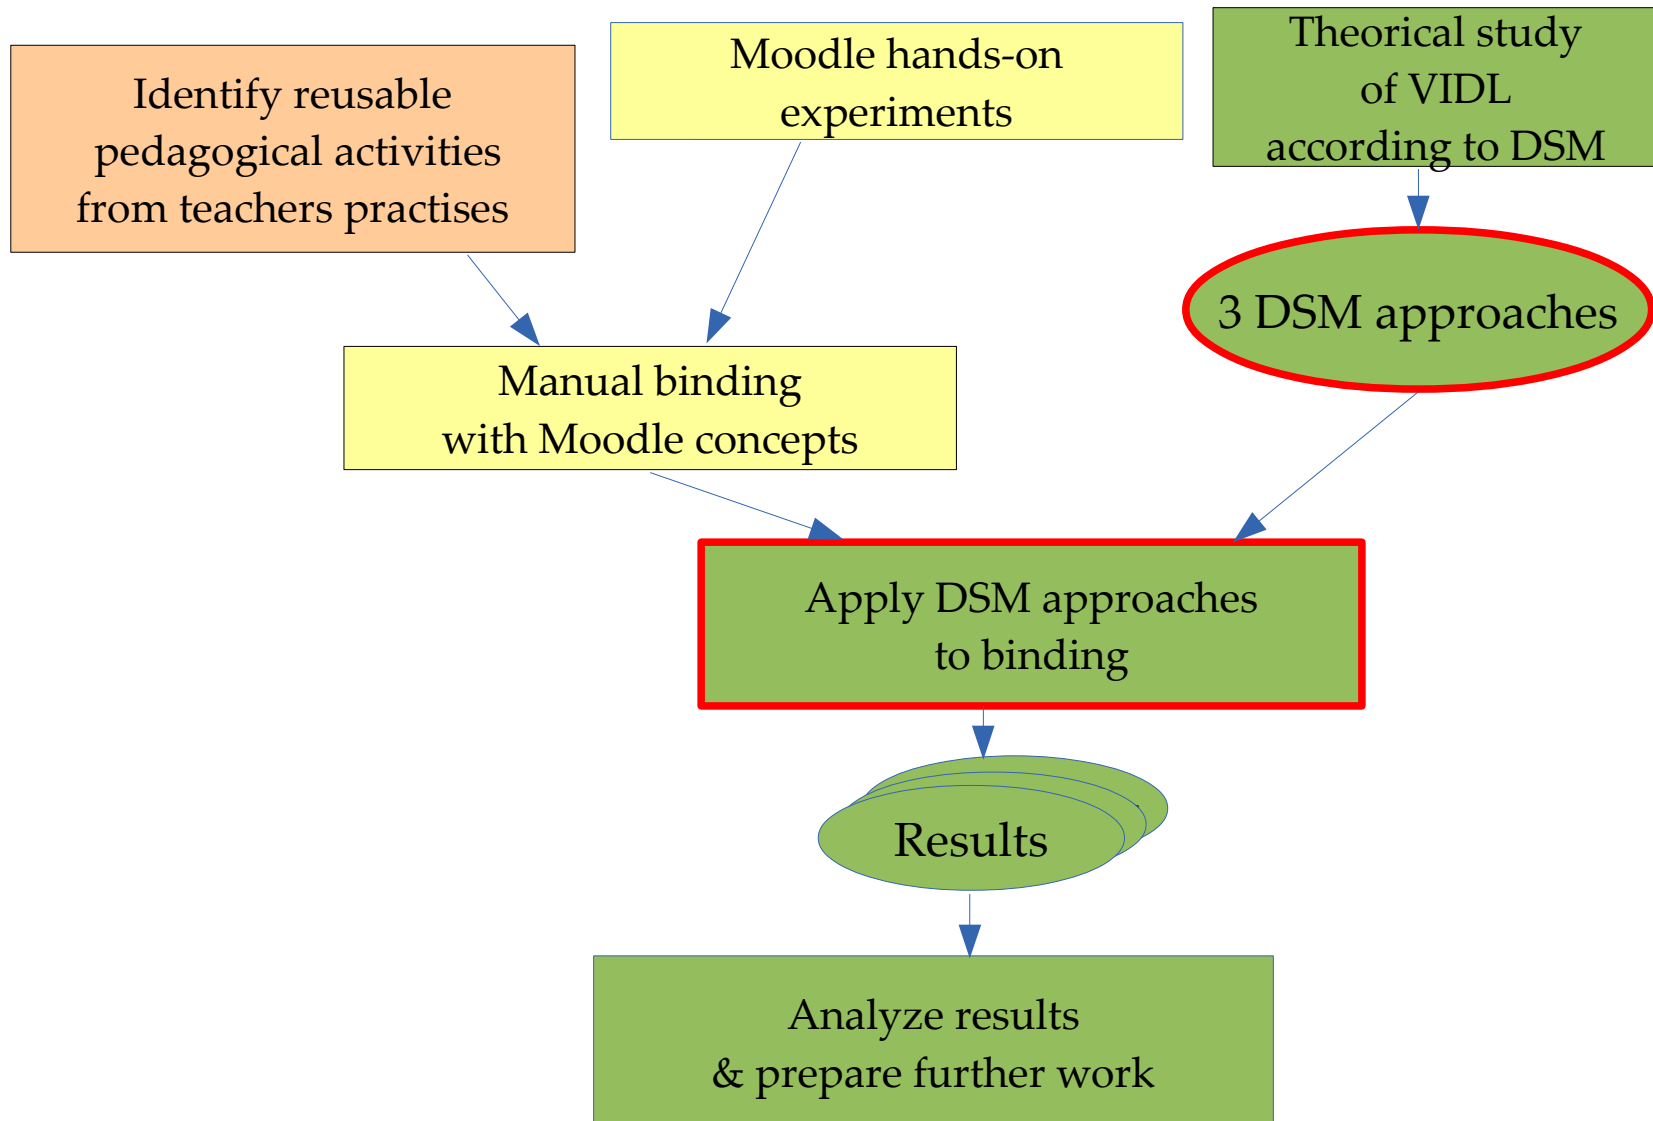 Identify reusable
pedagogical activities
from teachers practises
Moodle hands-on
experiments
Theorical study
of VIDL
according to DSM
3 DSM approaches
Manual binding
with Moodle concepts
Apply DSM approaches
to binding
Results
Analyze results
& prepare further work